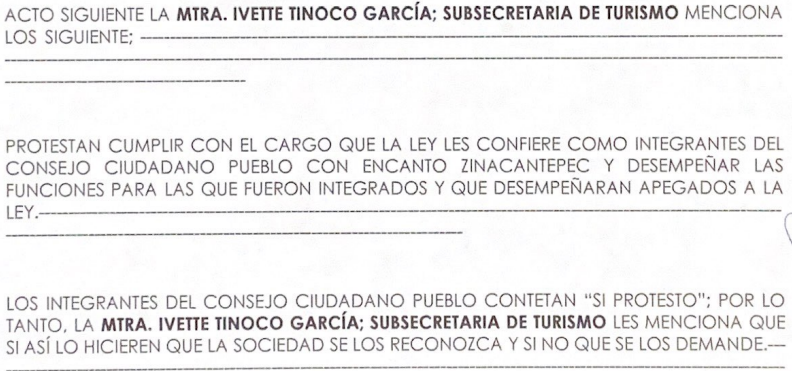 ACTO SIGUIENTE LA MTRA. IVETTE TINOCO GARCÍA; SUBSECRETARIA DE TURISMO MENCIONA
LOS SIGUIENTE; ------------------------------------------------------------
------------------------------------------------------------
------------------------------
PROTESTAN CUMPLIR CON EL CARGO QUE LA LEY LES CONFIERE COMO INTEGRANTES DEL
CONSEJO CIUDADANO PUEBLO CON ENCANTO ZINACANTEPEC Y DESEMPEÑAR LAS
FUNCIONES PARA LAS QUE FUERON INTEGRADOS Y QUE DESEMPEÑARAN APEGADOS A LA
LEY.------------------------------------------------------------
------------------------------------------------------------
LOS INTEGRANTES DEL CONSEJO CIUDADANO PUEBLO CONTETAN “SI PROTESTO”; POR LO
TANTO, LA MTRA. IVETTE TINOCO GARCÍA; SUBSECRETARIA DE TURISMO LES MENCIONA QUE
SI ASÍ LO HICIEREN QUE LA SOCIEDAD SE LOS RECONOZCA Y SI NO QUE SE LOS DEMANDE.---
------------------------------------------------------------